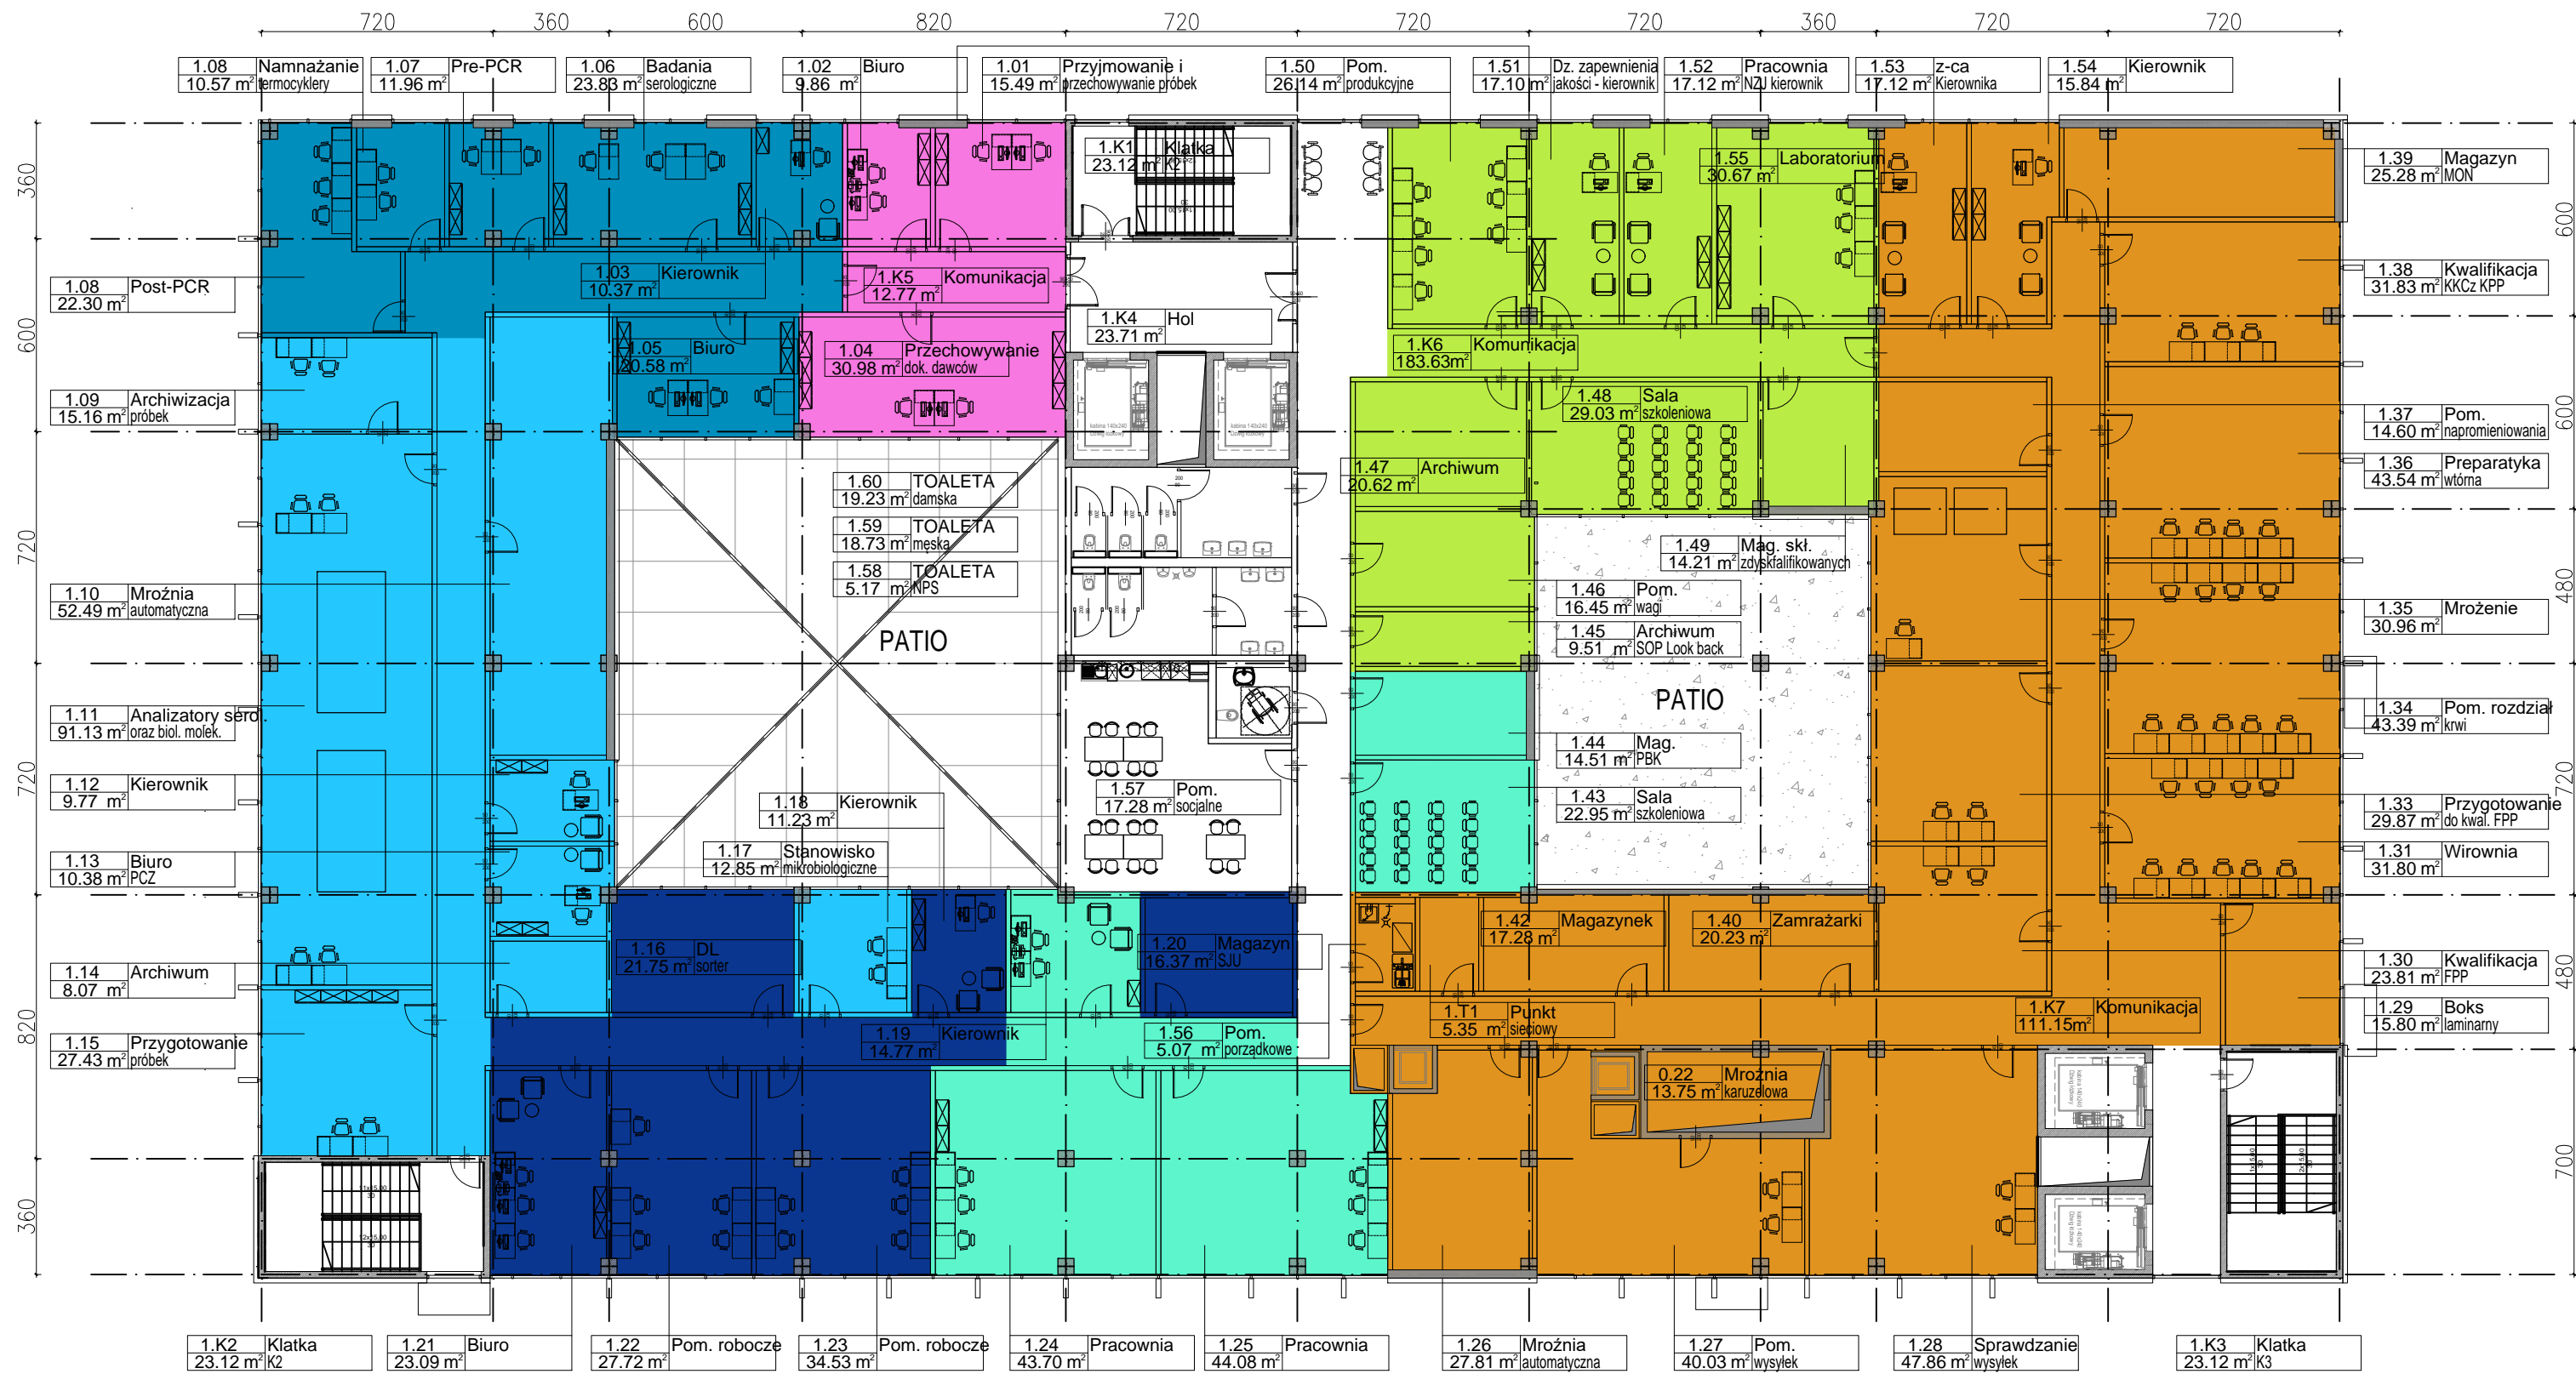 720 360 600 820 720 720 720 360 720 720
1.08 Namnażanie
10.57 m² termocyklery
1.07 Pre-PCR
11.96 m²
1.06 Badania
23.83 m² serologiczne
1.02 Biuro
9.86 m²
1.01 Przyjmowanie i
15.49 m² przechowywanie próbek
1.50 Pom.
26.14 m² produkcyjne
1.51 Dz. zapewnienia
17.10 m² jakości - kierownik
1.52 Pracownia
17.12 m² NZJ kierownik
1.53 z-ca
17.12 m² Kierownika
1.54 Kierownik
15.84 m²
360
600
720
720
820
360
600
600
480
720
480
700
1.K1 Klatka
23.12 m² K2
1.55 Laboratorium
30.67 m²
1.39 Magazyn
25.28 m² MON
1.08 Post-PCR
22.30 m²
1.03 Kierownik
10.37 m²
1.K5 Komunikacja
12.77 m²
1.K4 Hol
23.71 m²
1.K6 Komunikacja
183.63m²
1.38 Kwalifikacja
31.83 m² KKCz KPP
1.05 Biuro
20.58 m²
1.04 Przechowywanie
30.98 m² dok. dawców
1.09 Archiwizacja
15.16 m² próbek
kabina 140x240
kabina 140x240
1.48 Sala
29.03 m² szkoleniowa
1.37 Pom.
14.60 m² napromieniowania
1.47 Archiwum
20.62 m²
1.36 Preparatyka
43.54 m² wtórna
1.60 TOALETA
19.23 m² damska
1.59 TOALETA
18.73 m² męska
1.58 TOALETA
5.17 m² NPS
PATIO
1.49 Mag. skł.
14.21 m² zdyskfalifikowanych
1.46 Pom.
16.45 m² wagi
1.45 Archiwum
9.51 m² SOP Look back
PATIO
1.44 Mag.
14.51 m² PBK
1.43 Sala
22.95 m² szkoleniowa
1.10 Mroźnia
52.49 m² automatyczna
1.35 Mrożenie
30.96 m²
1.11 Analizatory serol.
91.13 m² oraz biol. molek.
1.34 Pom. rozdział
43.39 m² krwi
1.12 Kierownik
9.77 m²
1.57 Pom.
17.28 m² socjalne
1.18 Kierownik
11.23 m²
1.33 Przygotowanie
29.87 m² do kwal. FPP
1.13 Biuro
10.38 m² PCZ
1.17 Stanowisko
12.85 m² mikrobiologiczne
1.31 Wirownia
31.80 m²
1.16 DL
21.75 m² sorter
1.20 Magazyn
16.37 m² SJU
1.42 Magazynek
17.28 m²
1.40 Zamrażarki
20.23 m²
1.14 Archiwum
8.07 m²
1.30 Kwalifikacja
23.81 m² FPP
1.19 Kierownik
14.77 m²
1.56 Pom.
5.07 m² porządkowe
1.T1 Punkt
5.35 m² sieciowy
1.K7 Komunikacja
111.15m²
1.29 Boks
15.80 m² laminarny
1.15 Przygotowanie
27.43 m² próbek
0.22 Mroźnia
13.75 m² karuzelowa
1.K2 Klatka
23.12 m² K2
1.21 Biuro
23.09 m²
1.22 Pom. robocze
27.72 m²
1.23 Pom. robocze
34.53 m²
1.24 Pracownia
43.70 m²
1.25 Pracownia
44.08 m²
1.26 Mroźnia
27.81 m² automatyczna
1.27 Pom.
40.03 m² wysyłek
1.28 Sprawdzanie
47.86 m² wysyłek
1.K3 Klatka
23.12 m² K3